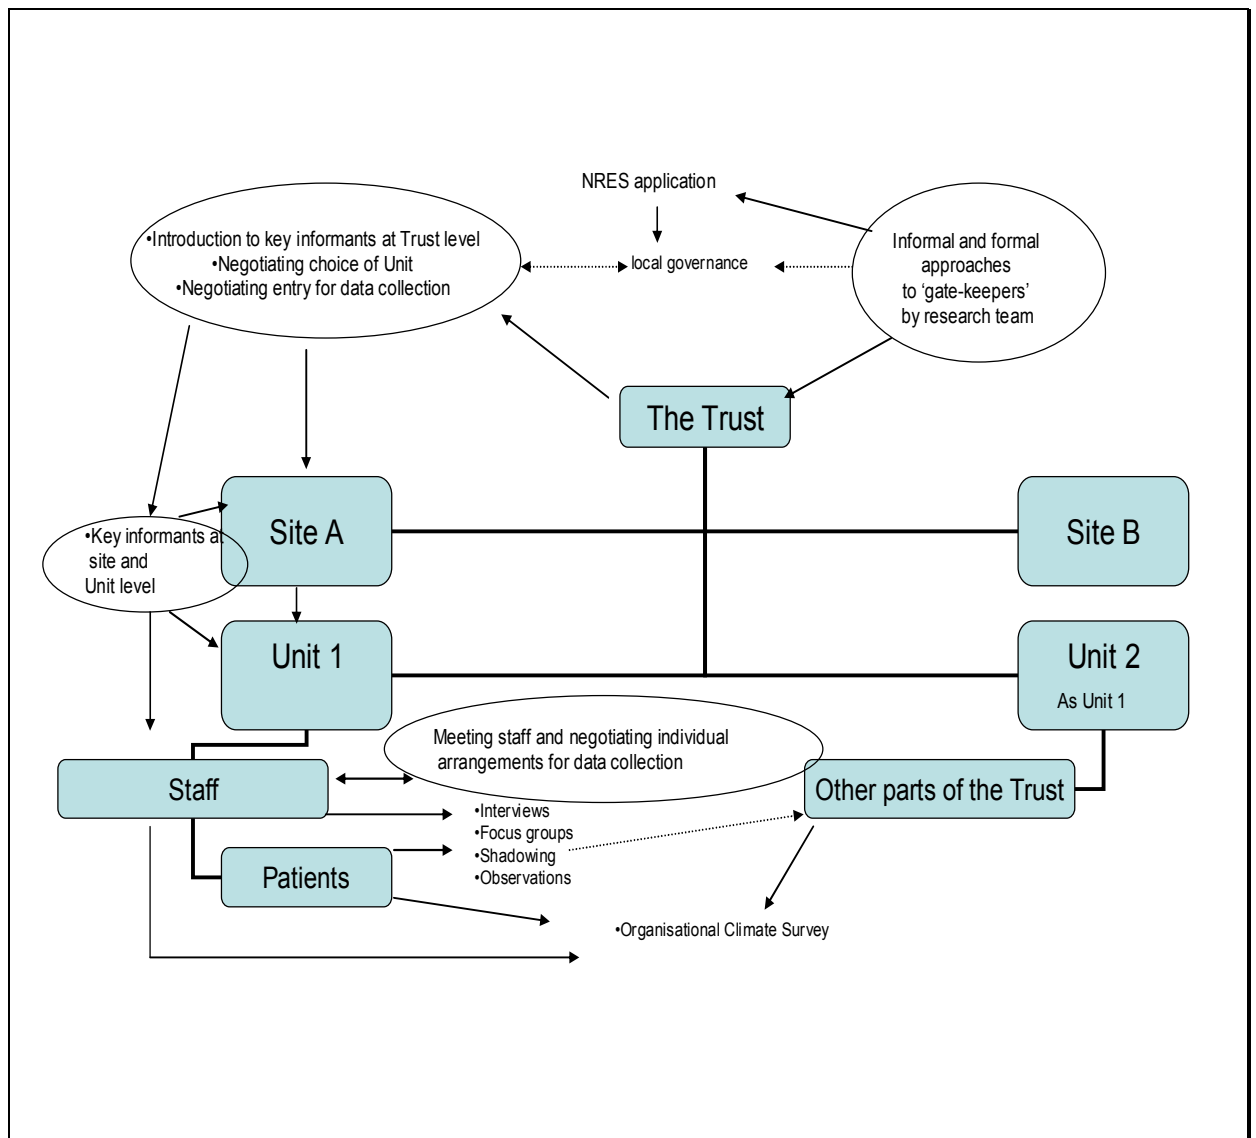 NRES application
•Introduction to key informants at Trust level
•Negotiating choice of Unit
•Negotiating entry for data collection
local governance
Informal and formal
approaches
to ‘gate-keepers’
by research team
The Trust
Site A
Site B
•Key informants at
site and
Unit level
Unit 1
Unit 2
As Unit 1
Meeting staff and negotiating individual
arrangements for data collection
Staff
Other parts of the Trust
•Interviews
•Focus groups
•Shadowing
•Observations
Patients
•Organisational Climate Survey